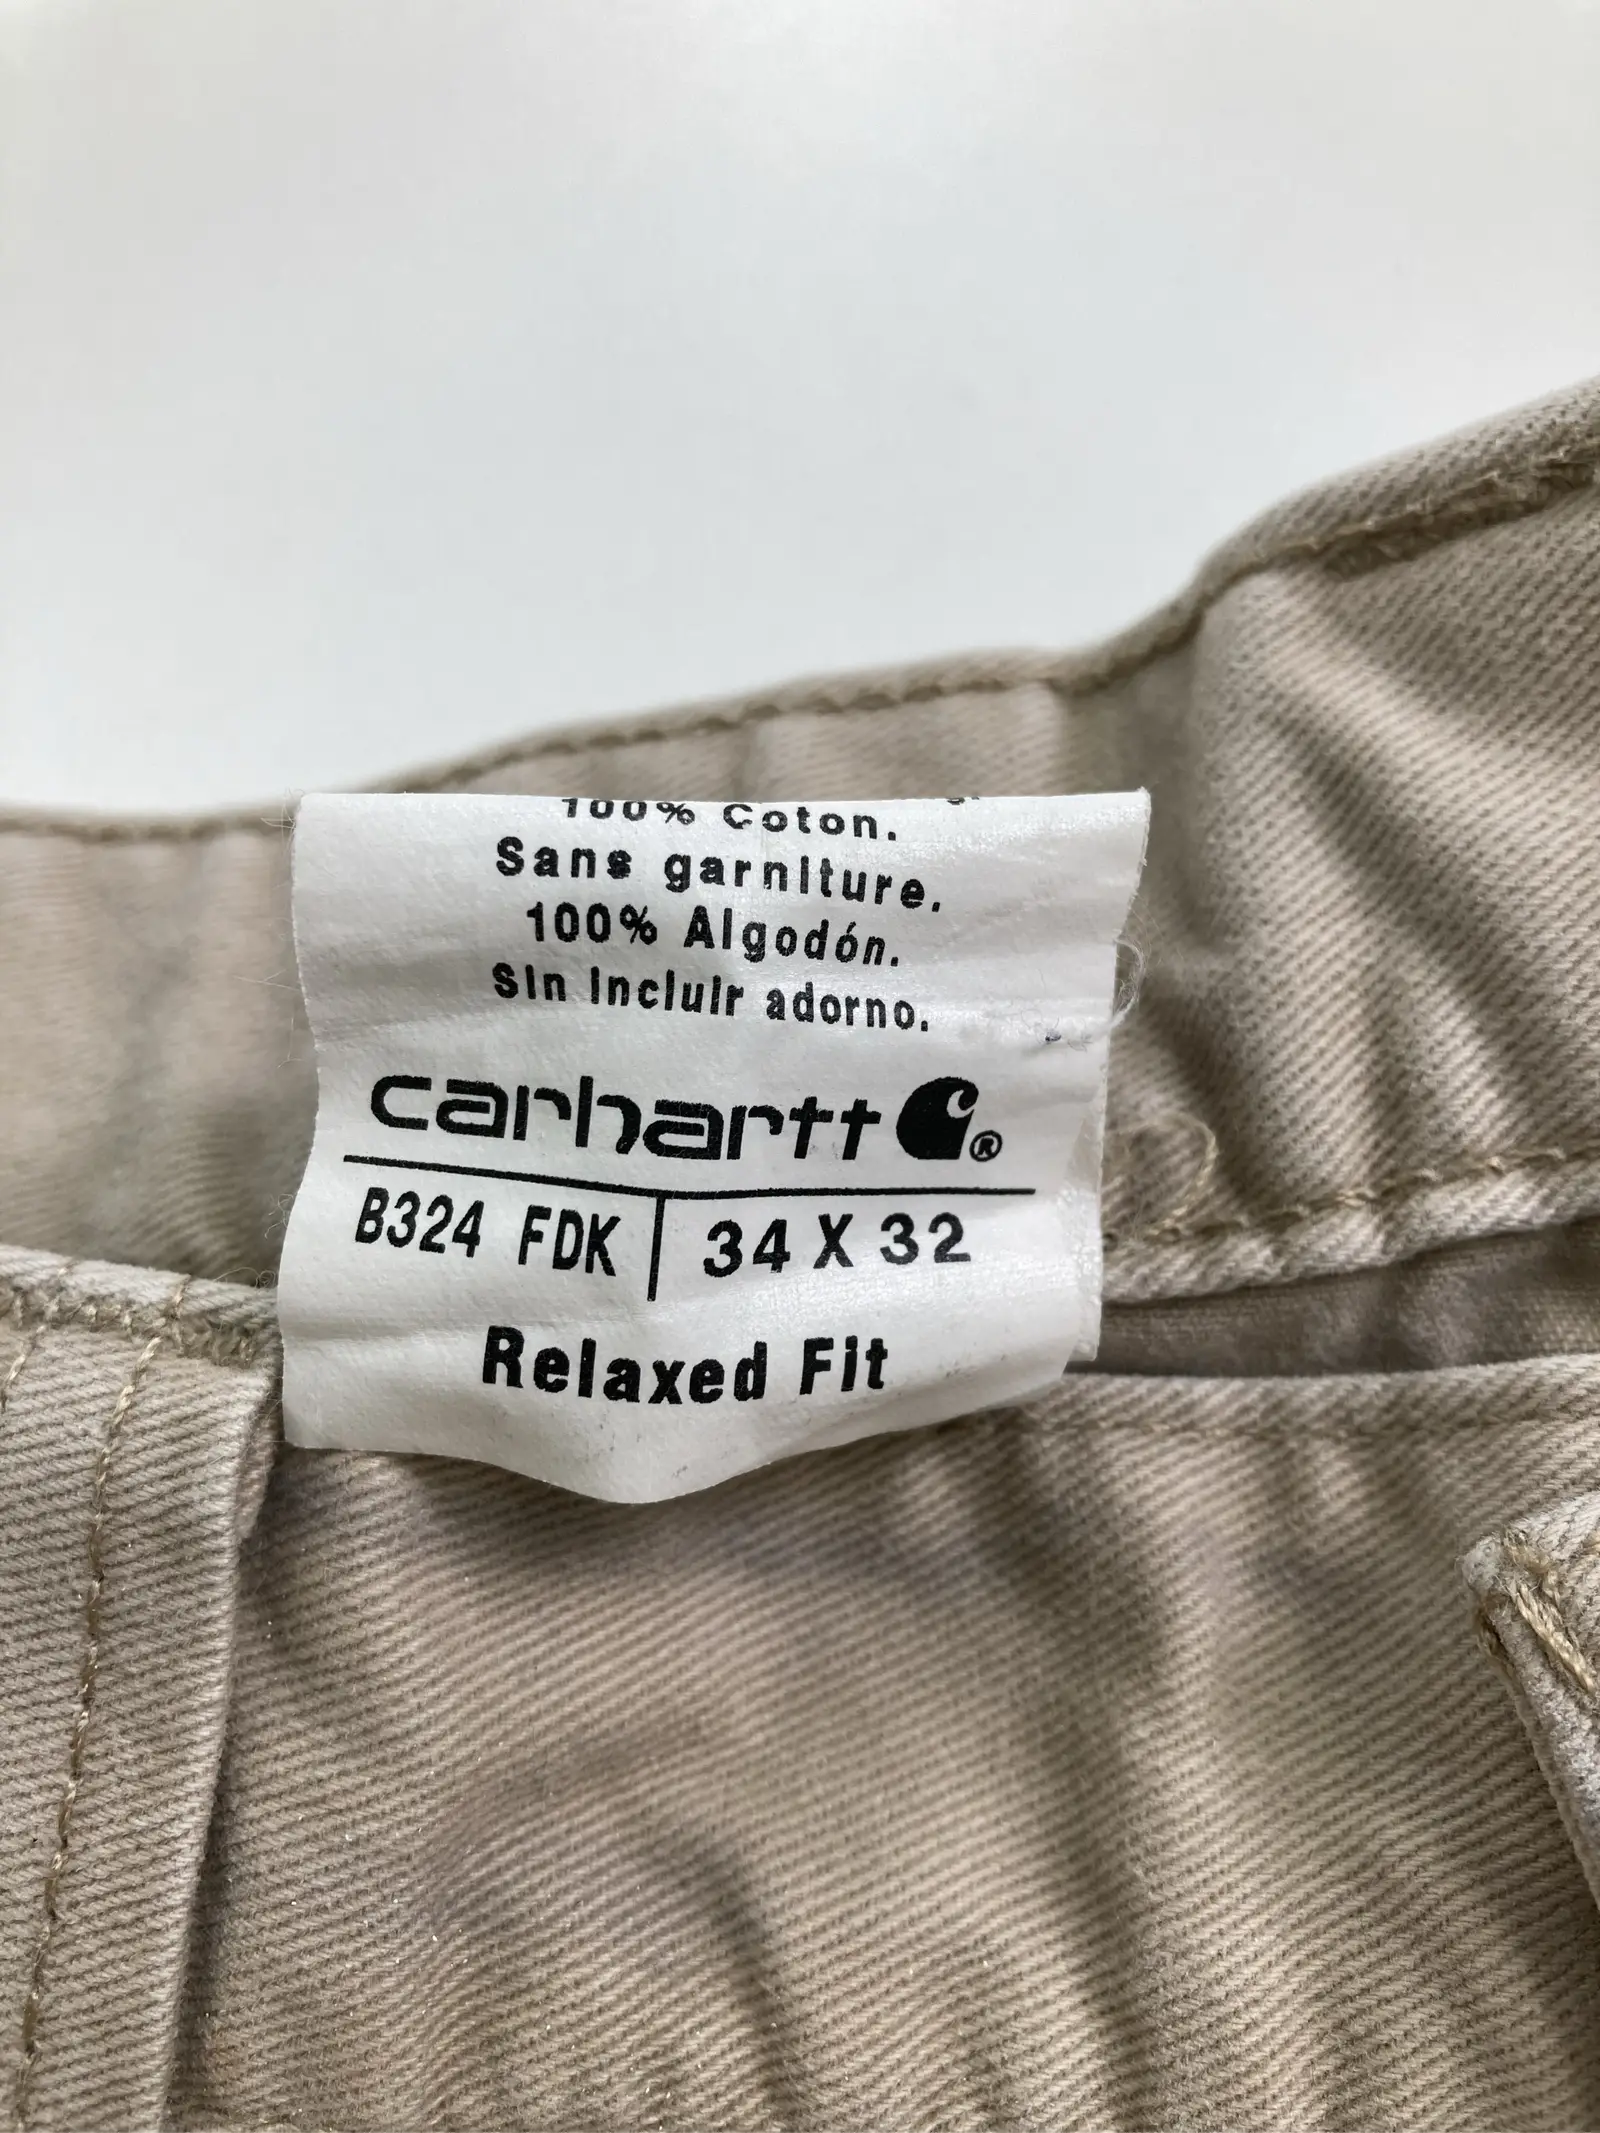 100% Coton.
Sans garniture.
100% Algodón.
Sin incluir adorno.
carhartt ®
B324 FDK 34 X 32
Relaxed Fit